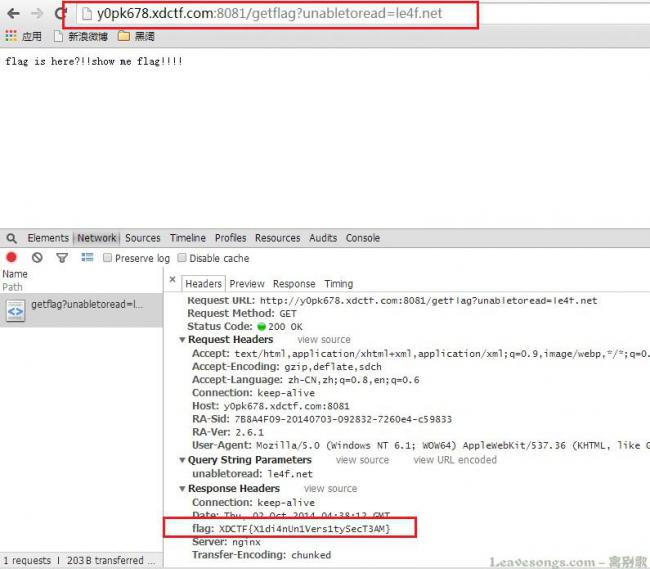 y0pk678.xdctf.com:8081/getflag?unabletoread=le4f.net
应用 新浪微博 黑阔
flag is here?!!show me flag!!!!
Elements Network Sources Timeline Profiles Resources Audits Console
Preserve log Disable cache
Name
Path
getflag?unabletoread=l...
× Headers Preview Response Timing
Request URL: http://y0pk678.xdctf.com:8081/getflag?unabletoread=le4f.net
Request Method: GET
Status Code: 200 OK
▼Request Headers view source
Accept: text/html,application/xhtml+xml,application/xml;q=0.9,image/webp,*/*;q=0.
Accept-Encoding: gzip,deflate,sdch
Accept-Language: zh-CN,zh;q=0.8,en;q=0.6
Connection: keep-alive
Host: y0pk678.xdctf.com:8081
RA-Sid: 7B8A4F09-20140703-092832-7260e4-c59833
RA-Ver: 2.6.1
User-Agent: Mozilla/5.0 (Windows NT 6.1; WOW64) AppleWebKit/537.36 (KHTML, like G
▼Query String Parameters view source view URL encoded
unabletoread: le4f.net
▼Response Headers view source
Connection: keep-alive
Date: Thu, 02 Oct 2014 04:38:12 GMT
flag: XDCTF{X1di4nUn1Vers1tySecT3AM}
Server: nginx
Transfer-Encoding: chunked
1 requests | 203 B transferred ...
Leavesongs.com - 离别歌